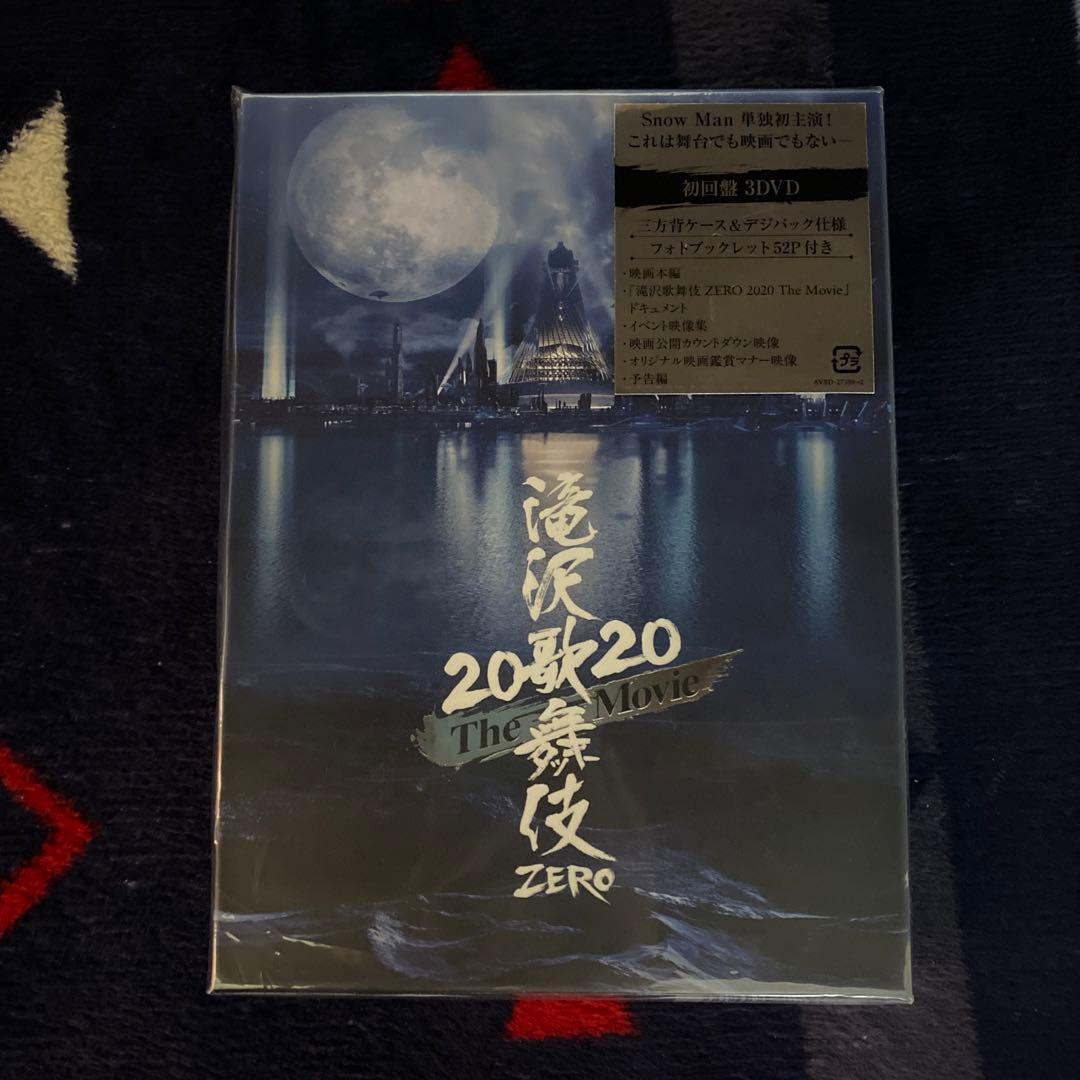 Snow Man 単独初主演！
これは舞台でも映画でもない―
初回盤 3DVD
三方背ケース＆デジパック仕様
フォトブックレット52P付き
・映画本編
・「滝沢歌舞伎 ZERO 2020 The Movie」
ドキュメント
・イベント映像集
・映画公開カウントダウン映像
・オリジナル映画鑑賞マナー映像
・予告編
プラ
滝沢歌舞伎
2020
The Movie
ZERO